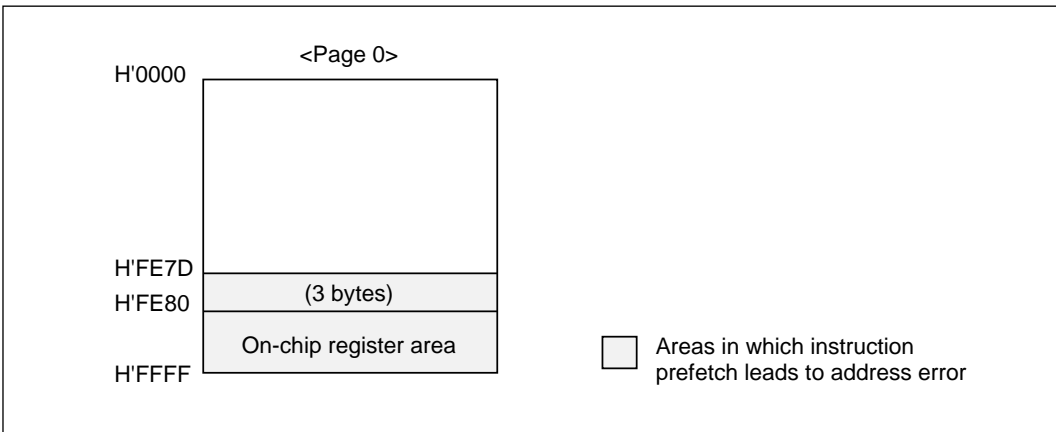 <Page 0>
H'0000
H'FE7D
(3 bytes)
H'FE80
On-chip register area
H'FFFF
Areas in which instruction
prefetch leads to address error